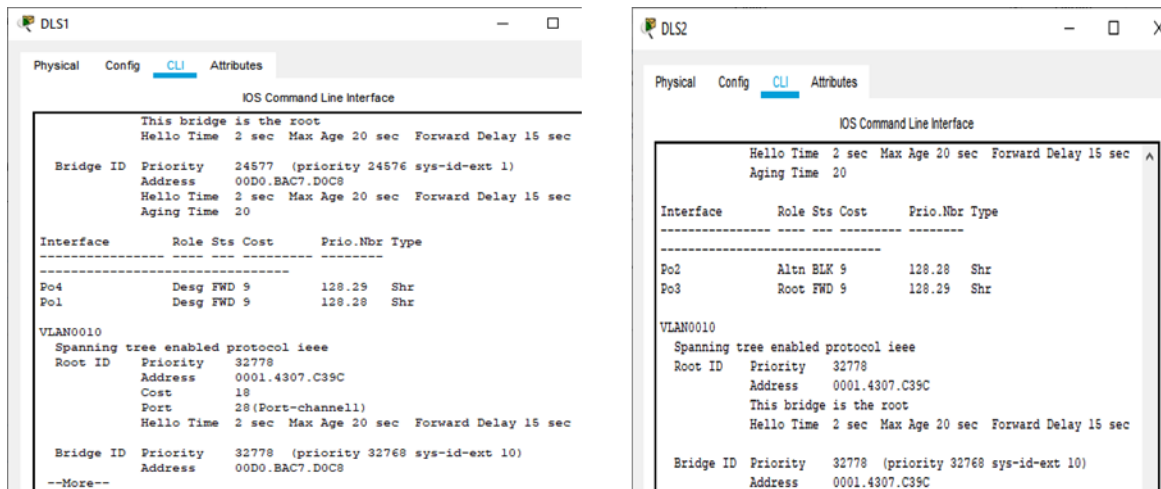 DLS1
Physical Config CLI Attributes
IOS Command Line Interface
This bridge is the root
Hello Time 2 sec Max Age 20 sec Forward Delay 15 sec
Bridge ID Priority 24577 (priority 24576 sys-id-ext 1)
Address 00D0.BAC7.D0C8
Hello Time 2 sec Max Age 20 sec Forward Delay 15 sec
Aging Time 20
Interface Role Sts Cost Prio.Nbr Type
---------------- ---- --- --------- --------
--------------------------------
Po4 Desg FWD 9 128.29 Shr
Po1 Desg FWD 9 128.28 Shr
VLAN0010
Spanning tree enabled protocol ieee
Root ID Priority 32778
Address 0001.4307.C39C
Cost 18
Port 28(Port-channel1)
Hello Time 2 sec Max Age 20 sec Forward Delay 15 sec
Bridge ID Priority 32778 (priority 32768 sys-id-ext 10)
Address 00D0.BAC7.D0C8
--More--
DLS2
Physical Config CLI Attributes
IOS Command Line Interface
Hello Time 2 sec Max Age 20 sec Forward Delay 15 sec
Aging Time 20
Interface Role Sts Cost Prio.Nbr Type
---------------- ---- --- --------- --------
--------------------------------
Po2 Altn BLK 9 128.28 Shr
Po3 Root FWD 9 128.29 Shr
VLAN0010
Spanning tree enabled protocol ieee
Root ID Priority 32778
Address 0001.4307.C39C
This bridge is the root
Hello Time 2 sec Max Age 20 sec Forward Delay 15 sec
Bridge ID Priority 32778 (priority 32768 sys-id-ext 10)
Address 0001.4307.C39C